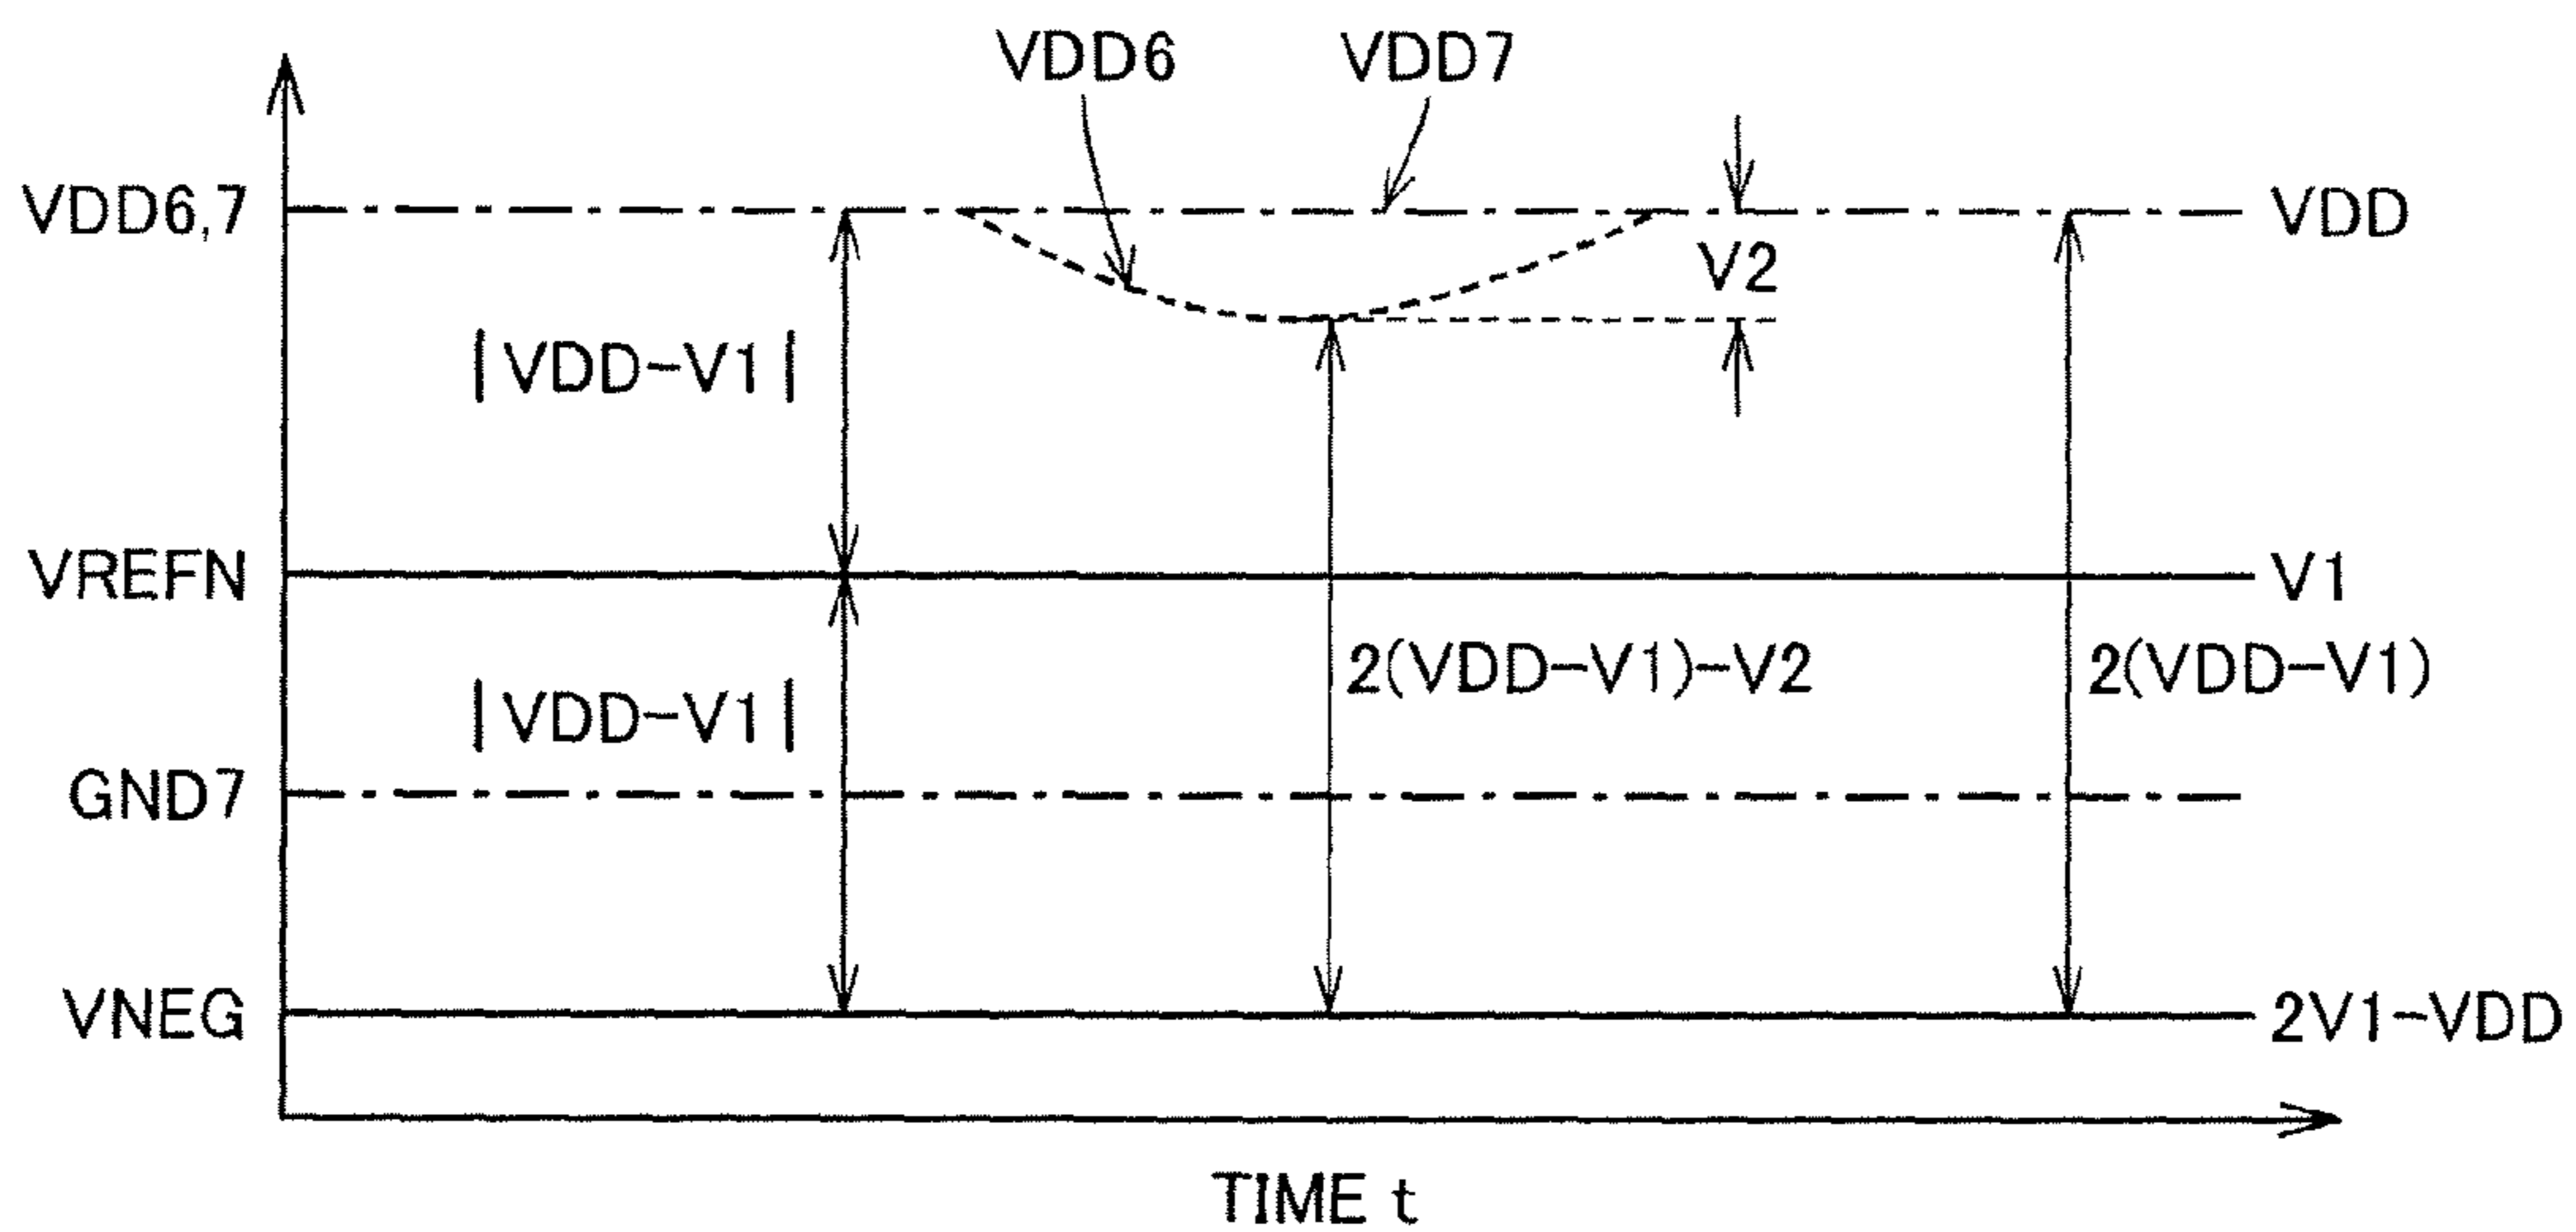 VDD6 VDD7
VDD6,7 VDD
V2
|VDD-V1|
VREFN V1
2(VDD-V1)-V2 2(VDD-V1)
|VDD-V1|
GND7
VNEG 2V1-VDD
TIME t